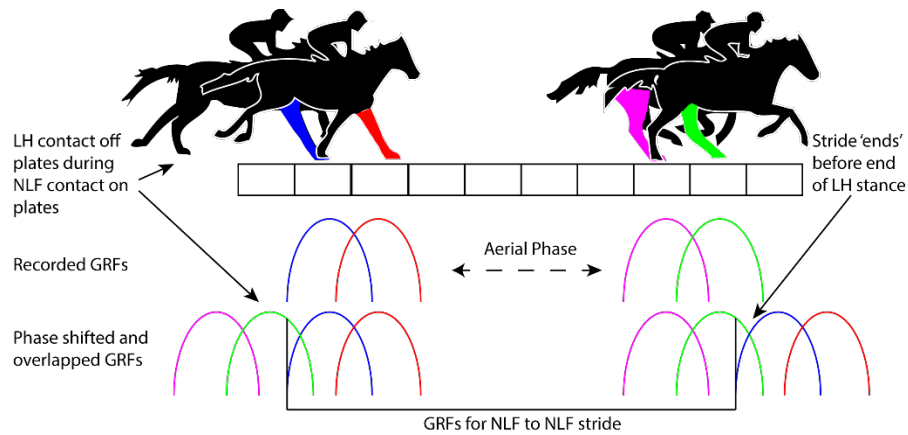 LH contact off
plates during
NLF contact on
plates
Stride ‘ends’
before end
of LH stance
Recorded GRFs
Aerial Phase
Phase shifted and
overlapped GRFs
GRFs for NLF to NLF stride